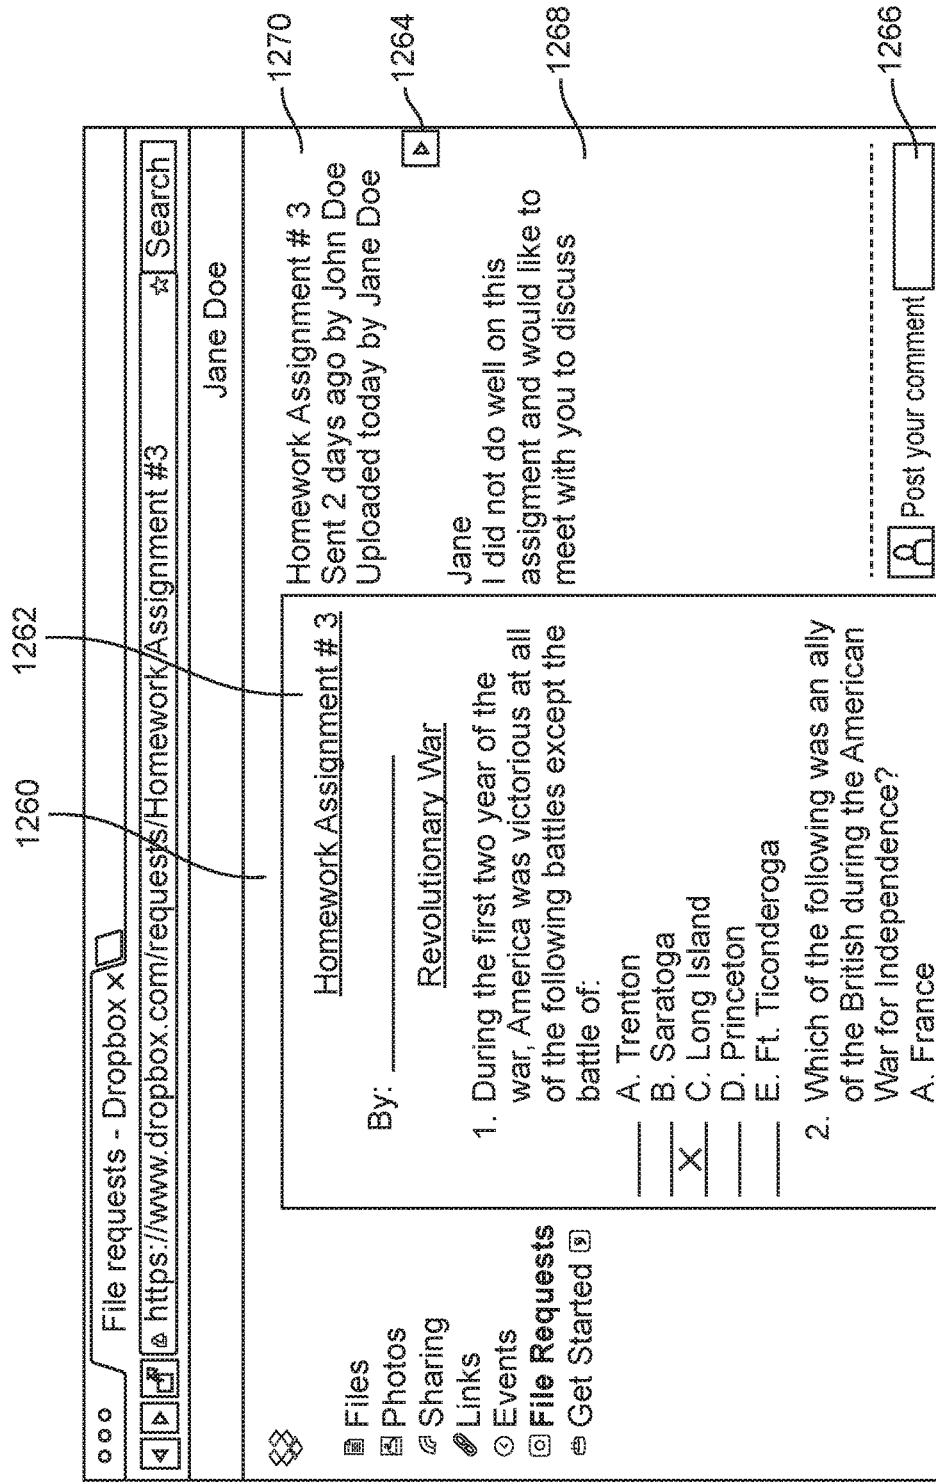 1260
1262
File requests - Dropbox x
https://www.dropbox.com/requests/Homework Assignment #3
Search
Jane Doe
Files
Photos
Sharing
Links
Events
File Requests
Get Started
Homework Assignment # 3
By:
Revolutionary War
1. During the first two year of the
war, America was victorious at all
of the following battles except the
battle of:
A. Trenton
B. Saratoga
X C. Long Island
D. Princeton
E. Ft. Ticonderoga
2. Which of the following was an ally
of the British during the American
War for Independence?
A. France
Homework Assignment # 3
Sent 2 days ago by John Doe
Uploaded today by Jane Doe
Jane
I did not do well on this
assigment and would like to
meet with you to discuss
Post your comment
1270
1264
1268
1266